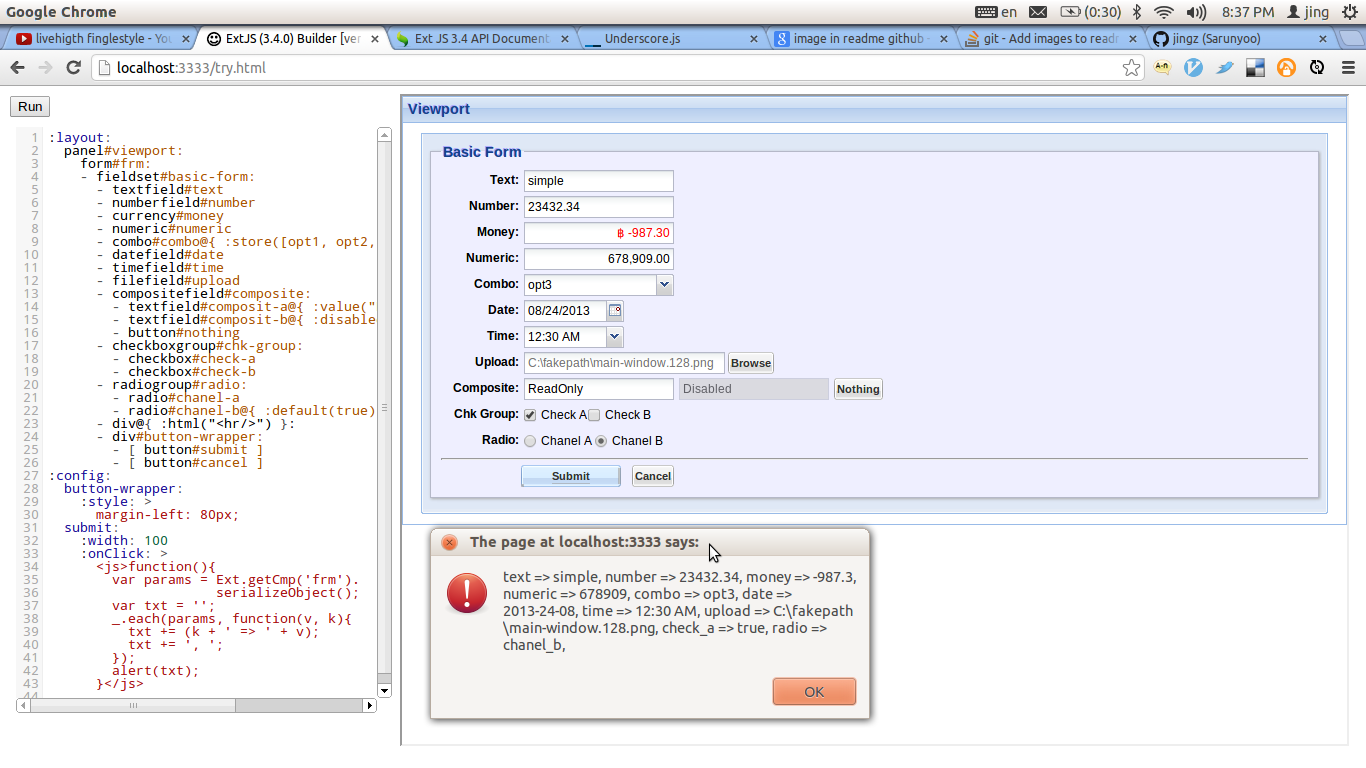 Google Chrome
en
(0:30)
8:37 PM
jing
livehigth finglestyle - You
ExtJS (3.4.0) Builder [ver
Ext JS 3.4 API Document
Underscore.js
image in readme github -
git - Add images to readm
jingz (Sarunyoo)
localhost:3333/try.html
Run
1 :layout:
2 panel#viewport:
3 form#frm:
4 - fieldset#basic-form:
5 - textfield#text
6 - numberfield#number
7 - currency#money
8 - numeric#numeric
9 - combo#combo@{ :store([opt1, opt2,
10 - datefield#date
11 - timefield#time
12 - filefield#upload
13 - compositefield#composite:
14 - textfield#composit-a@{ :value("
15 - textfield#composit-b@{ :disable
16 - button#nothing
17 - checkboxgroup#chk-group:
18 - checkbox#check-a
19 - checkbox#check-b
20 - radiogroup#radio:
21 - radio#chanel-a
22 - radio#chanel-b@{ :default(true)
23 - div@{ :html("<hr/>") }:
24 - div#button-wrapper:
25 - [ button#submit ]
26 - [ button#cancel ]
27 :config:
28 button-wrapper:
29 :style: >
30 margin-left: 80px;
31 submit:
32 :width: 100
33 :onClick: >
34 <js>function(){
35 var params = Ext.getCmp('frm').
36 serializeObject();
37 var txt = '';
38 _.each(params, function(v, k){
39 txt += (k + ' => ' + v);
40 txt += ', ';
41 });
42 alert(txt);
43 }</js>
44
Viewport
Basic Form
Text: simple
Number: 23432.34
Money: ฿ -987.30
Numeric: 678,909.00
Combo: opt3
Date: 08/24/2013
Time: 12:30 AM
Upload: C:\fakepath\main-window.128.png Browse
Composite: ReadOnly Disabled Nothing
Chk Group: Check A Check B
Radio: Chanel A Chanel B
Submit Cancel
The page at localhost:3333 says:
text => simple, number => 23432.34, money => -987.3,
numeric => 678909, combo => opt3, date =>
2013-24-08, time => 12:30 AM, upload => C:\fakepath
\main-window.128.png, check_a => true, radio =>
chanel_b,
OK